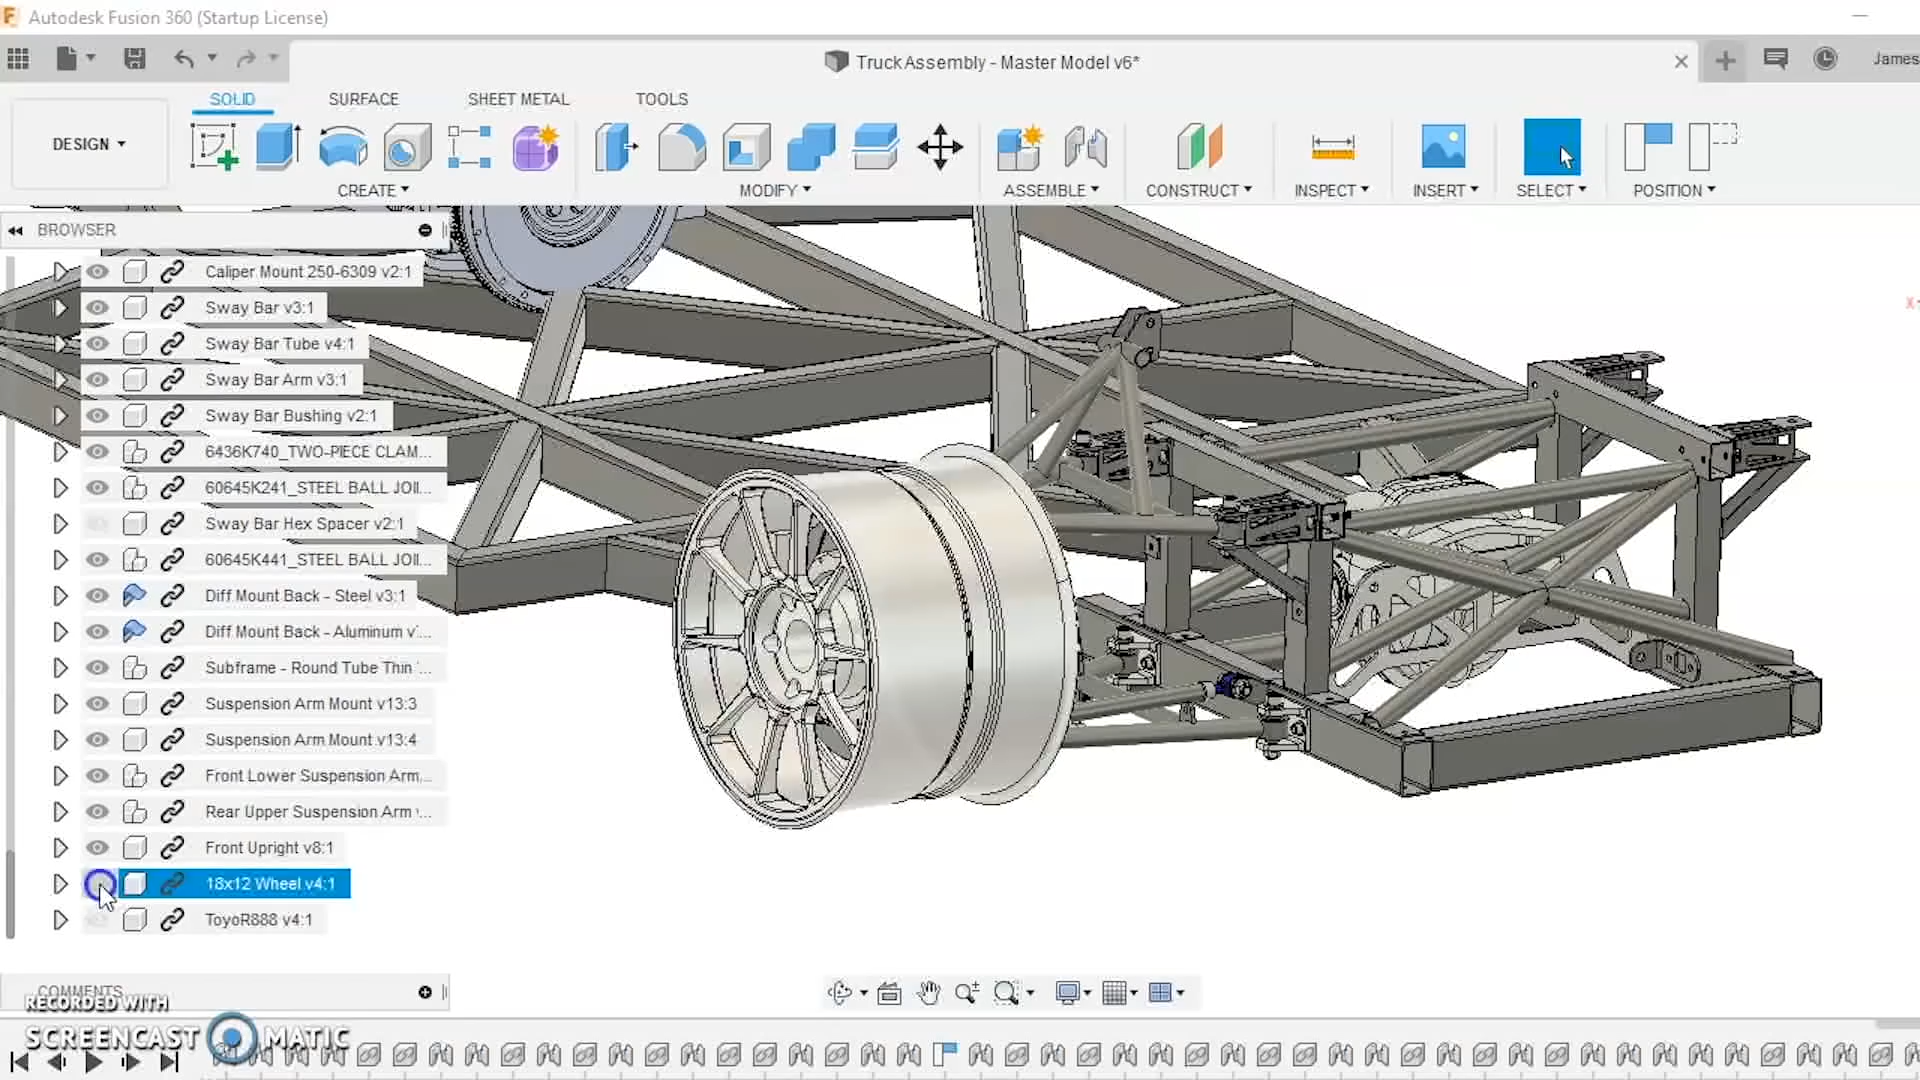 Autodesk Fusion 360 (Startup License)
Truck Assembly - Master Model v6*
James
SOLID
SURFACE
SHEET METAL
TOOLS
DESIGN
CREATE
MODIFY
ASSEMBLE
CONSTRUCT
INSPECT
INSERT
SELECT
POSITION
BROWSER
X
Caliper Mount 250-6309 v2:1
Sway Bar v3:1
Sway Bar Tube v4:1
Sway Bar Arm v3:1
Sway Bar Bushing v2:1
6436K740_TWO-PIECE CLAM...
60645K241_STEEL BALL JOI...
Sway Bar Hex Spacer v2:1
60645K441_STEEL BALL JOI...
Diff Mount Back - Steel v3:1
Diff Mount Back - Aluminum v...
Subframe - Round Tube Thin ...
Suspension Arm Mount v13:3
Suspension Arm Mount v13:4
Front Lower Suspension Arm...
Rear Upper Suspension Arm ...
Front Upright v8:1
18x12 Wheel v4:1
ToyoR888 v4:1
COMMENTS
RECORDED WITH
SCREENCAST MATIC